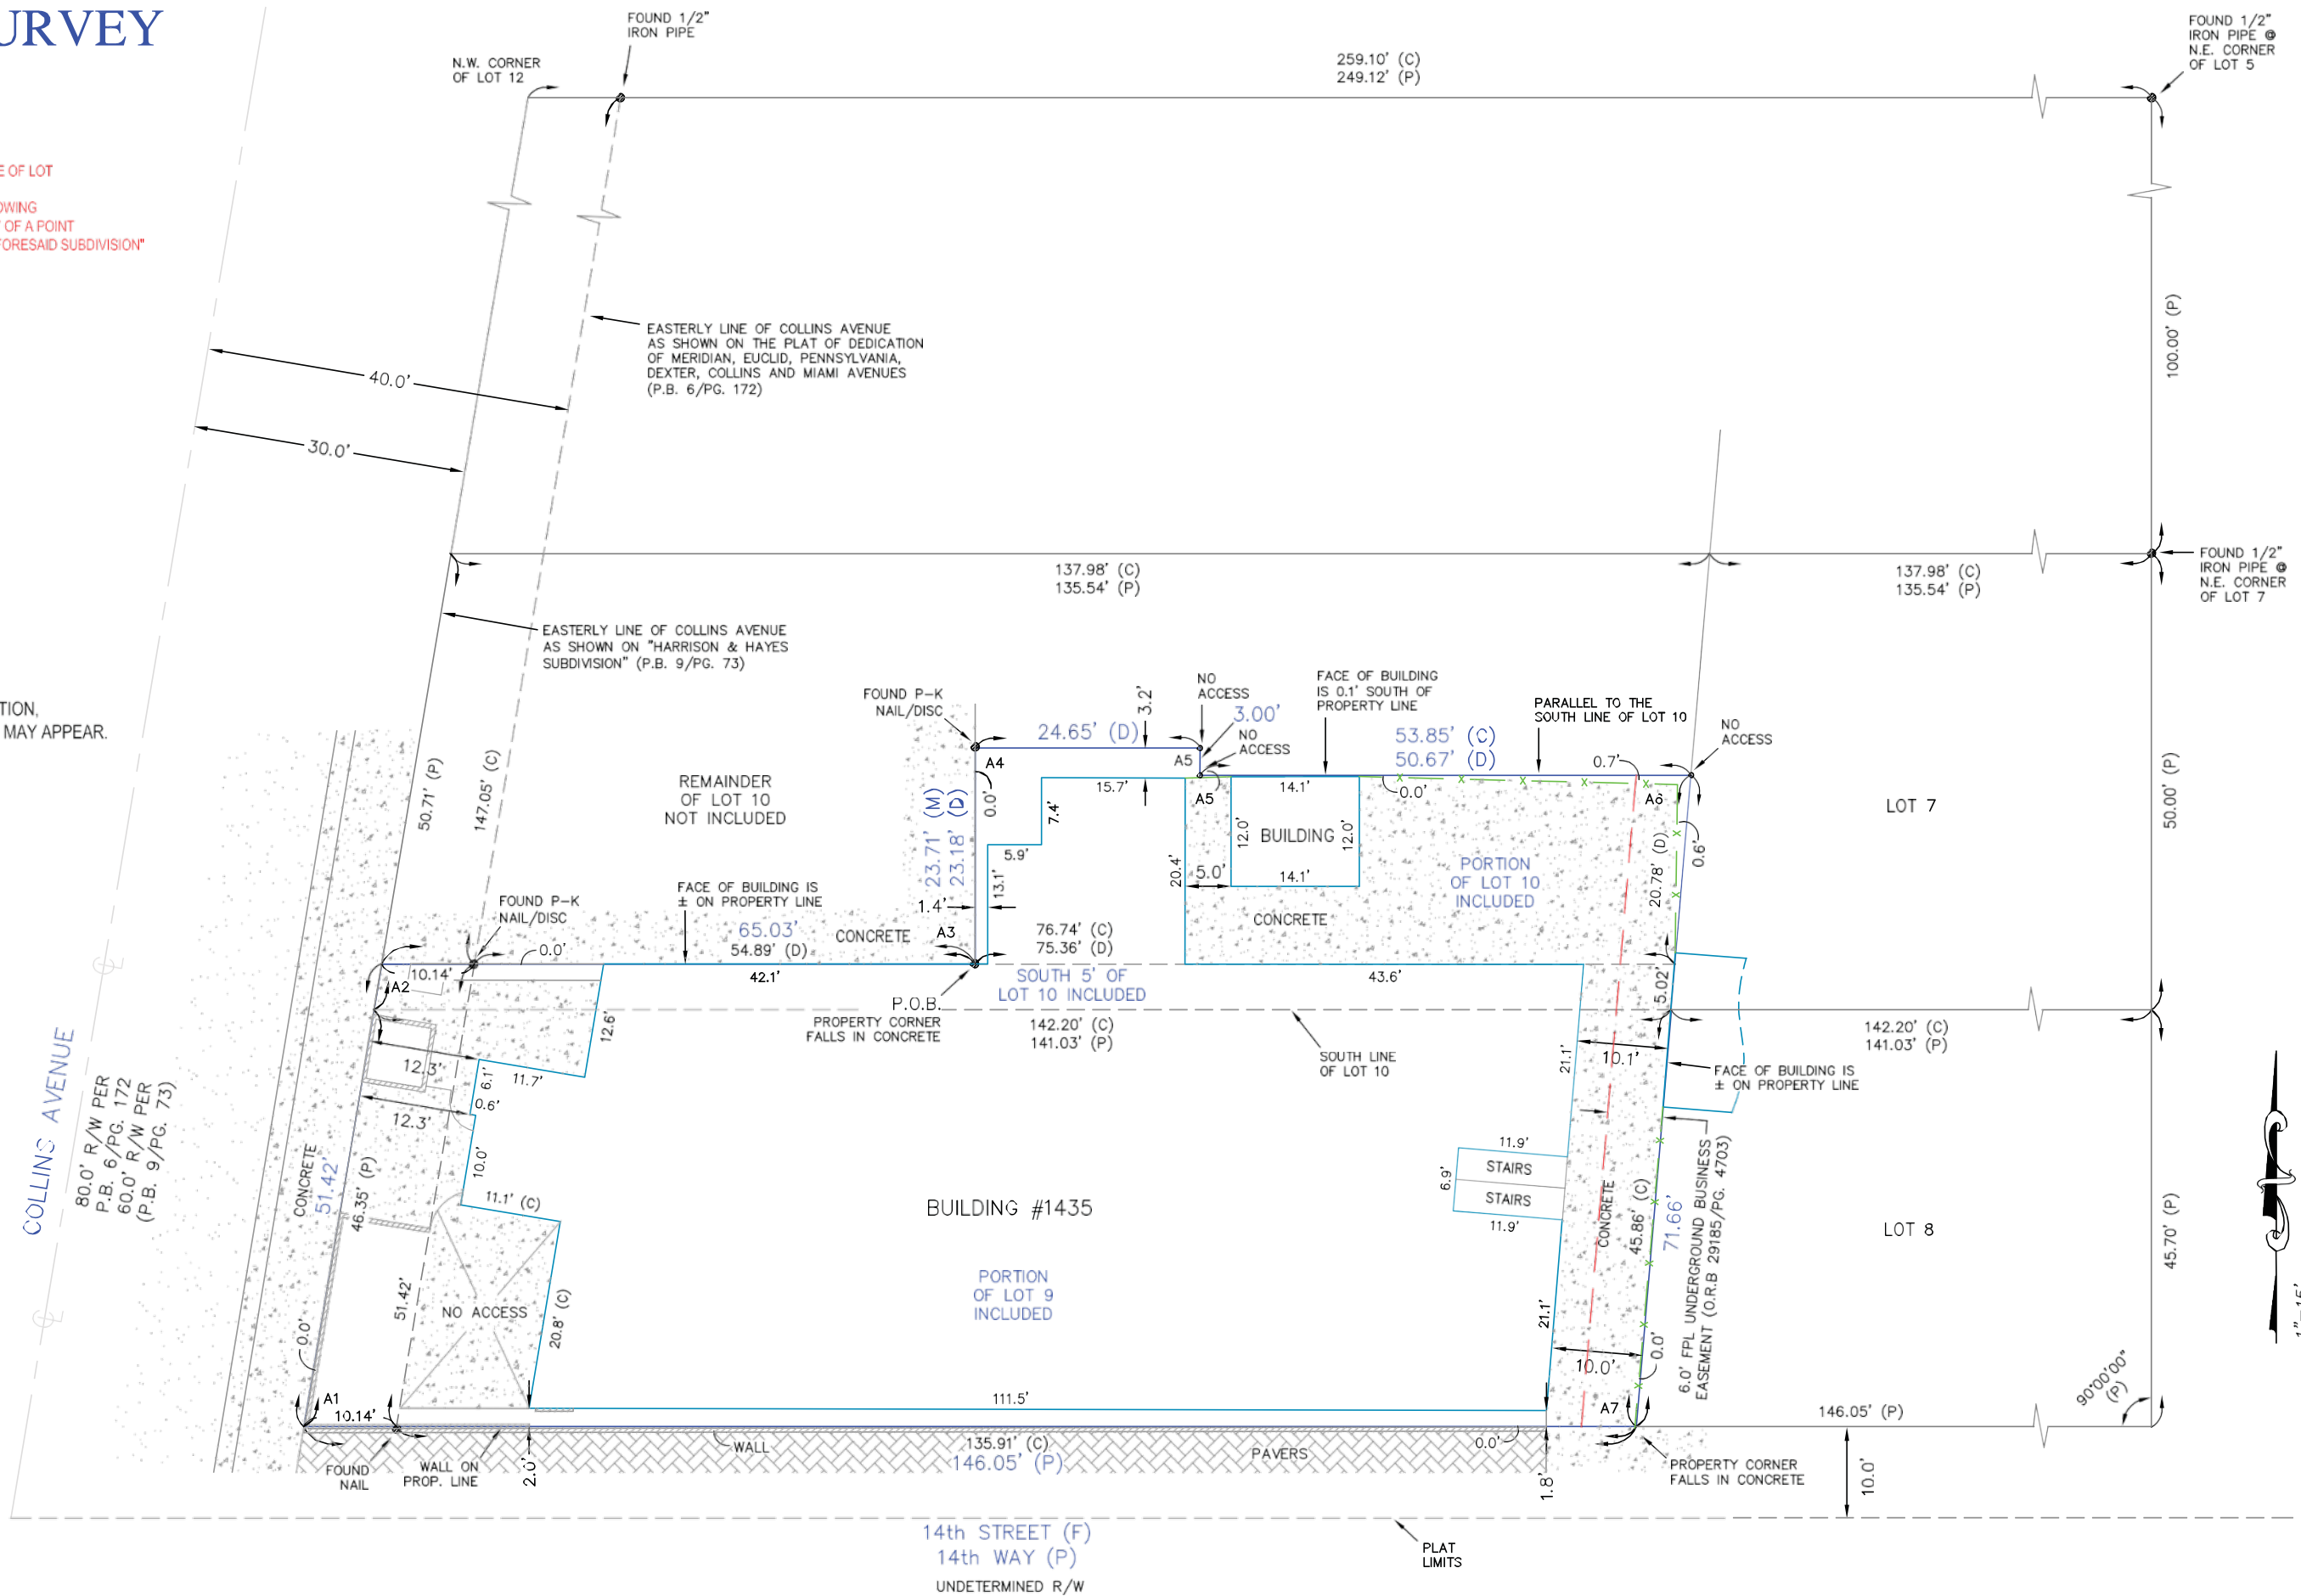 URVEY
FOUND 1/2"
IRON PIPE
N.W. CORNER
OF LOT 12
259.10' (C)
249.12' (P)
FOUND 1/2"
IRON PIPE @
N.E. CORNER
OF LOT 5
E OF LOT
OWING
OF A POINT
FORESAID SUBDIVISION"
100.00' (P)
EASTERLY LINE OF COLLINS AVENUE
AS SHOWN ON THE PLAT OF DEDICATION
OF MERIDIAN, EUCLID, PENNSYLVANIA,
DEXTER, COLLINS AND MIAMI AVENUES
(P.B. 6/PG. 172)
40.0'
30.0'
137.98' (C)
135.54' (P)
137.98' (C)
135.54' (P)
FOUND 1/2"
IRON PIPE @
N.E. CORNER
OF LOT 7
EASTERLY LINE OF COLLINS AVENUE
AS SHOWN ON "HARRISON & HAYES
SUBDIVISION" (P.B. 9/PG. 73)
TION,
MAY APPEAR.
FOUND P-K
NAIL/DISC
3.2'
NO
ACCESS
3.00'
NO
ACCESS
FACE OF BUILDING
IS 0.1' SOUTH OF
PROPERTY LINE
PARALLEL TO THE
SOUTH LINE OF LOT 10
NO
ACCESS
24.65' (D)
53.85' (C)
50.67' (D)
50.71' (P)
147.05' (C)
REMAINDER
OF LOT 10
NOT INCLUDED
A4
0.0'
A5
A5
15.7'
14.1'
0.0'
0.7'
A6
LOT 7
50.00' (P)
23.71' (M)
23.18' (D)
7.4'
5.9'
13.1'
1.4'
20.4'
5.0'
12.0'
BUILDING
12.0'
14.1'
CONCRETE
PORTION
OF LOT 10
INCLUDED
20.78' (D)
0.6'
FOUND P-K
NAIL/DISC
FACE OF BUILDING IS
± ON PROPERTY LINE
0.0'
65.03'
54.89' (D)
CONCRETE
A3
76.74' (C)
75.36' (D)
10.14'
A2
42.1'
SOUTH 5' OF
LOT 10 INCLUDED
43.6'
5.02'
P.O.B.
PROPERTY CORNER
FALLS IN CONCRETE
142.20' (C)
141.03' (P)
SOUTH LINE
OF LOT 10
142.20' (C)
141.03' (P)
12.6'
12.3'
6.1'
11.7'
0.6'
12.3'
21.1'
10.1'
FACE OF BUILDING IS
± ON PROPERTY LINE
COLLINS AVENUE
80.0' R/W PER
P.B. 6/PG. 172
60.0' R/W PER
(P.B. 9/PG. 73)
CONCRETE
51.42'
46.35' (P)
10.0'
11.1' (C)
11.9'
6.9'
STAIRS
STAIRS
11.9'
BUILDING #1435
PORTION
OF LOT 9
INCLUDED
CONCRETE
45.86' (C)
71.66'
6.0' FPL UNDERGROUND BUSINESS
EASEMENT (O.R.B 29185/PG. 4703)
LOT 8
45.70' (P)
51.42'
NO ACCESS
20.8' (C)
0.0'
21.1'
10.0'
0.0'
A1
10.14'
111.5'
A7
146.05' (P)
90°00'00"
(P)
FOUND
NAIL
WALL ON
PROP. LINE
2.0'
WALL
135.91' (C)
146.05' (P)
PAVERS
0.0'
1.8'
PROPERTY CORNER
FALLS IN CONCRETE
10.0'
14th STREET (F)
14th WAY (P)
UNDETERMINED R/W
PLAT
LIMITS